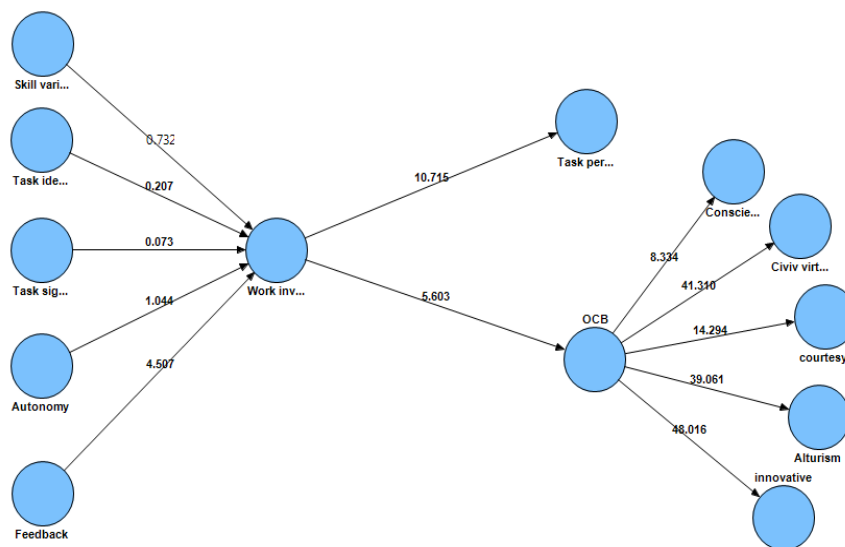 Skill vari...
0.732
Task ide...
0.207
Task sig...
0.073
Autonomy
1.044
Feedback
4.507
Work inv...
10.715
Task per...
5.603
OCB
8.334
Conscie...
41.310
Civiv virt...
14.294
courtesy
39.061
Alturism
48.016
innovative